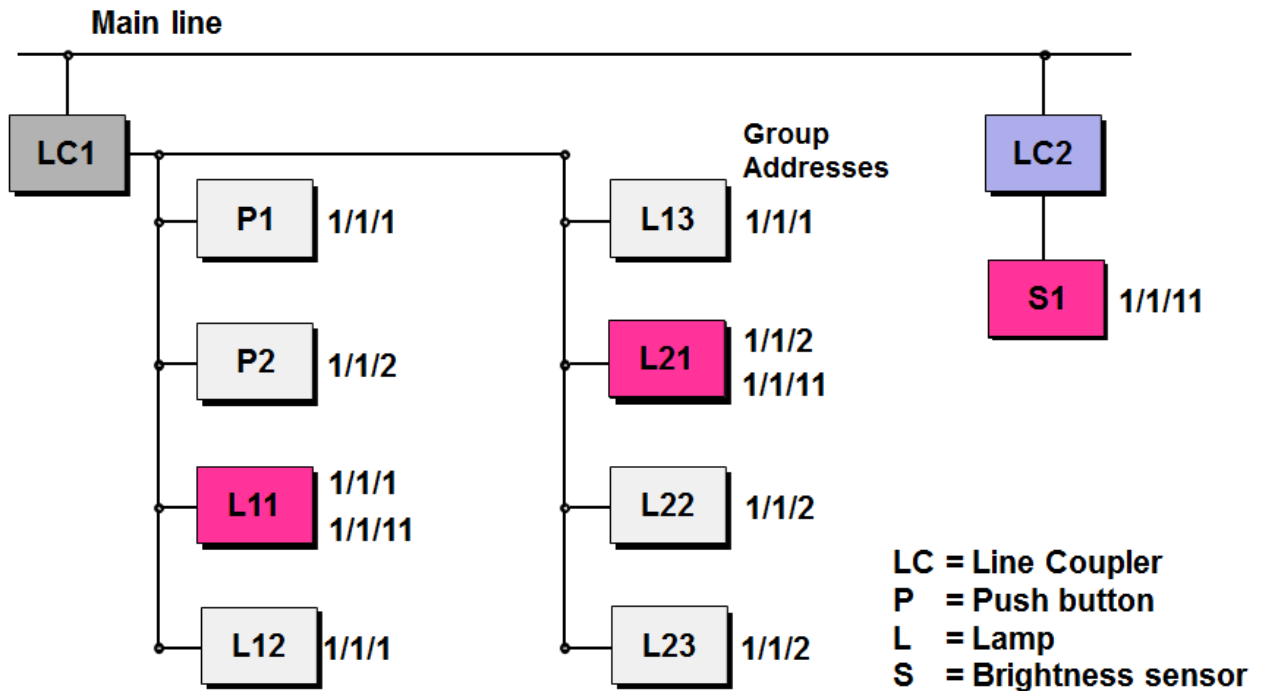 Main line
LC1
Group
Addresses
LC2
P1 1/1/1
L13 1/1/1
S1 1/1/11
P2 1/1/2
L21 1/1/2
1/1/11
L11 1/1/1
1/1/11
L22 1/1/2
L12 1/1/1
L23 1/1/2
LC = Line Coupler
P = Push button
L = Lamp
S = Brightness sensor